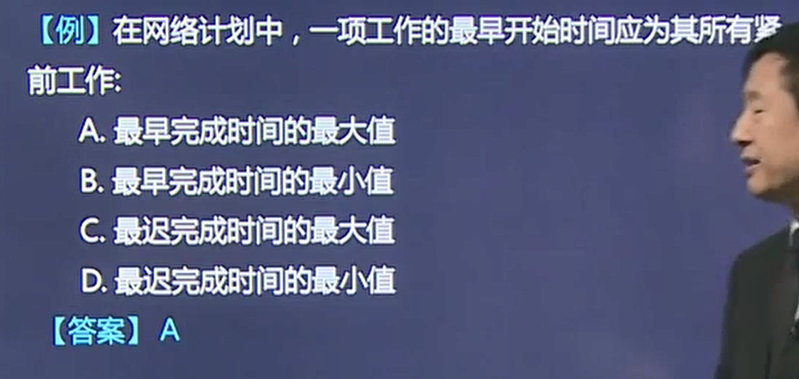 【例】在网络计划中，一项工作的最早开始时间应为其所有紧
前工作:
A. 最早完成时间的最大值
B. 最早完成时间的最小值
C. 最迟完成时间的最大值
D. 最迟完成时间的最小值
【答案】 A